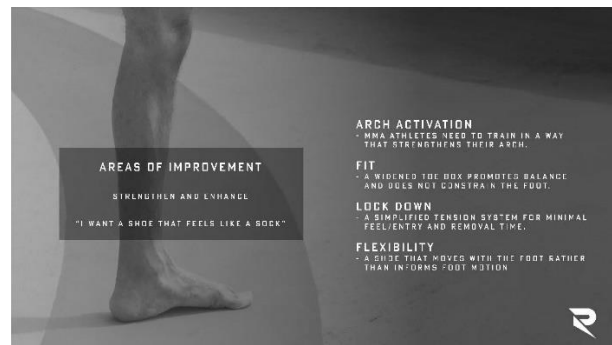 AREAS OF IMPROVEMENT
STRENGTHEN AND ENHANCE
"I WANT A SHOE THAT FEELS LIKE A SOCK"
ARCH ACTIVATION
- MMA ATHLETES NEED TO TRAIN IN A WAY
THAT STRENGTHENS THEIR ARCH.
FIT
- A WIDENED TOE BOX PROMOTES BALANCE
AND DOES NOT CONSTRAIN THE FOOT.
LOCK DOWN
- A SIMPLIFIED TENSION SYSTEM FOR MINIMAL
FEEL/ENTRY AND REMOVAL TIME.
FLEXIBILITY
- A SHOE THAT MOVES WITH THE FOOT RATHER
THAN INFORMS FOOT MOTION